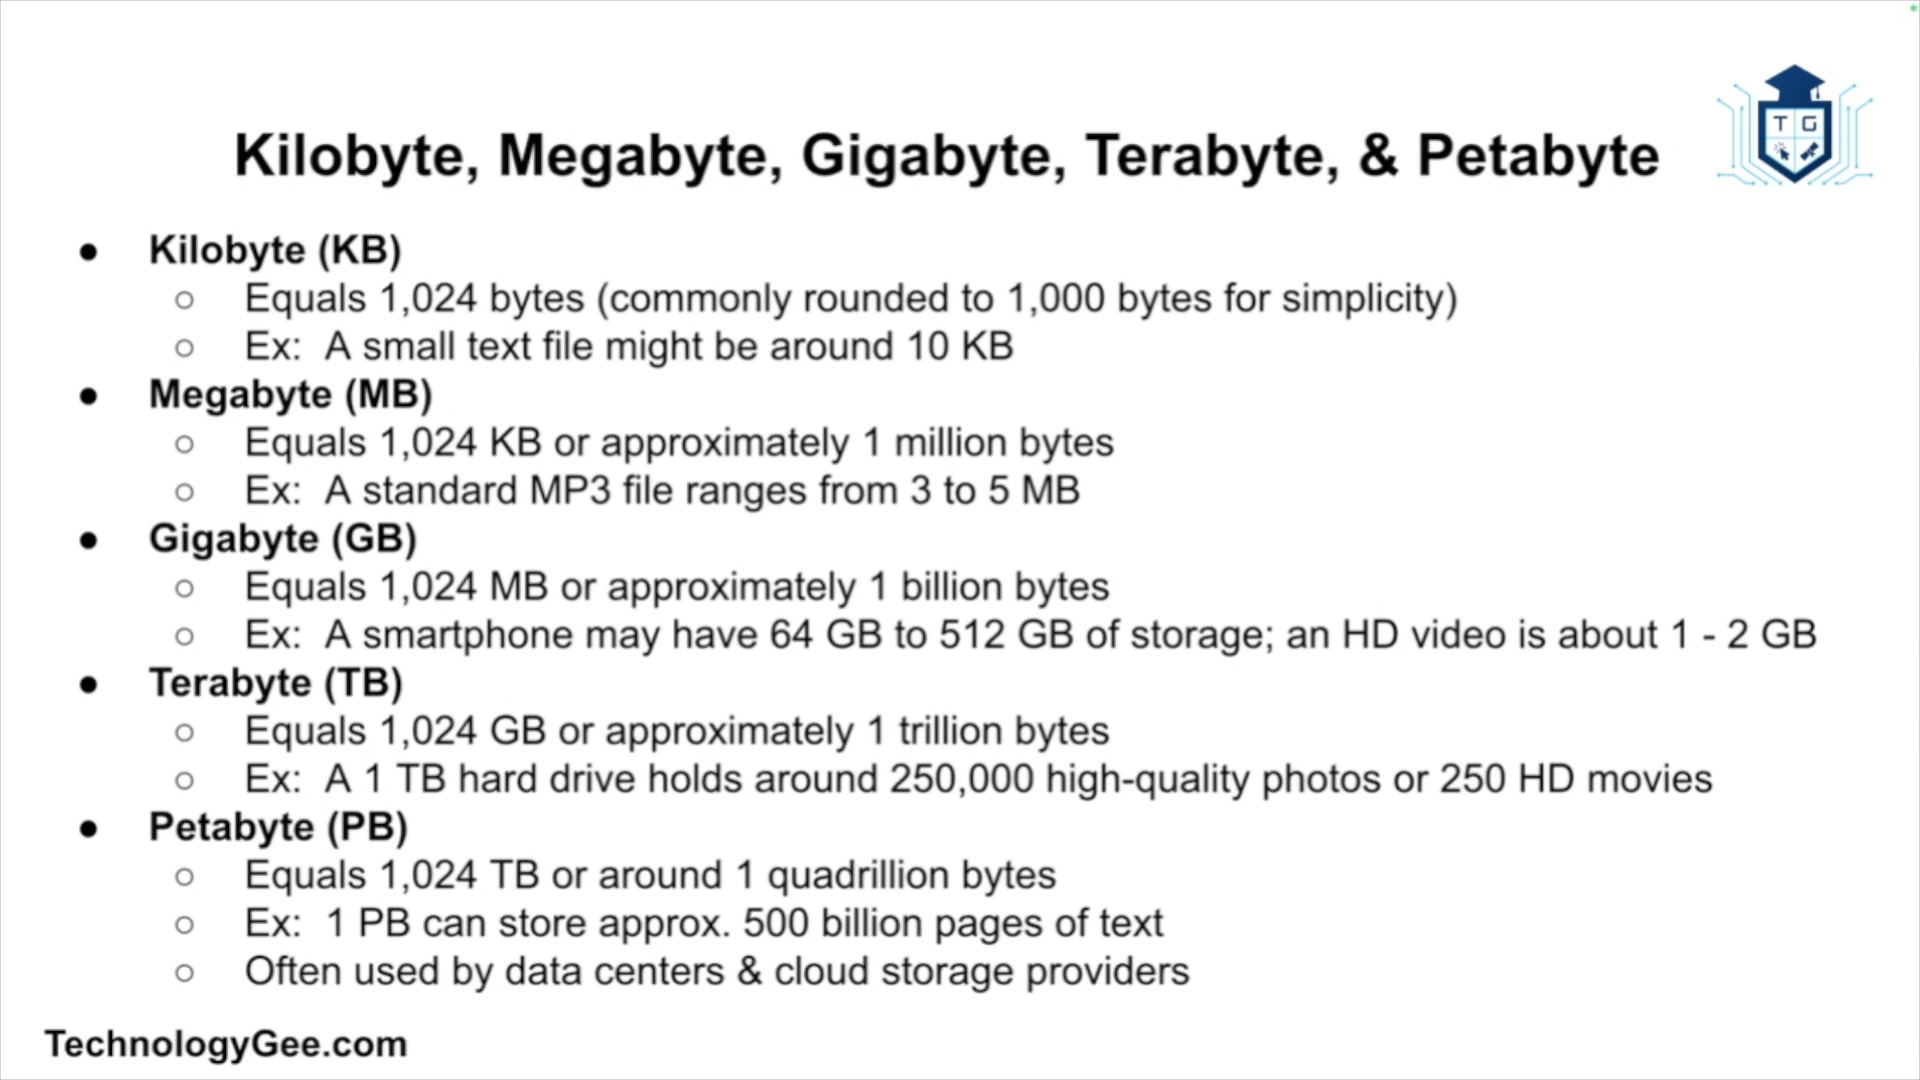 T G
Kilobyte, Megabyte, Gigabyte, Terabyte, & Petabyte
● Kilobyte (KB)
○ Equals 1,024 bytes (commonly rounded to 1,000 bytes for simplicity)
○ Ex: A small text file might be around 10 KB
● Megabyte (MB)
○ Equals 1,024 KB or approximately 1 million bytes
○ Ex: A standard MP3 file ranges from 3 to 5 MB
● Gigabyte (GB)
○ Equals 1,024 MB or approximately 1 billion bytes
○ Ex: A smartphone may have 64 GB to 512 GB of storage; an HD video is about 1 - 2 GB
● Terabyte (TB)
○ Equals 1,024 GB or approximately 1 trillion bytes
○ Ex: A 1 TB hard drive holds around 250,000 high-quality photos or 250 HD movies
● Petabyte (PB)
○ Equals 1,024 TB or around 1 quadrillion bytes
○ Ex: 1 PB can store approx. 500 billion pages of text
○ Often used by data centers & cloud storage providers
TechnologyGee.com